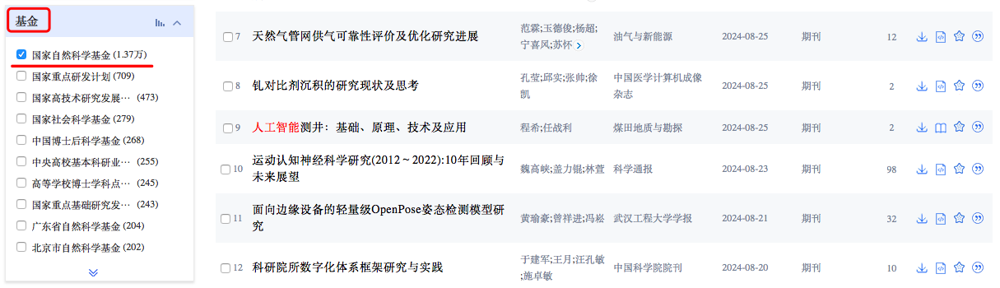 基金
国家自然科学基金 (1.37万)
国家重点研发计划 (709)
国家高技术研究发展… (473)
国家社会科学基金 (279)
中国博士后科学基金 (268)
中央高校基本科研业… (255)
高等学校博士学科点… (245)
国家重点基础研究发… (243)
广东省自然科学基金 (204)
北京市自然科学基金 (202)
7 天然气管网供气可靠性评价及优化研究进展 范霖;玉德俊;杨超; 油气与新能源 2024-08-25 期刊 12
宁喜风;苏怀
8 钆对比剂沉积的研究现状及思考 孔莹;邱实;张帅;徐 中国医学计算机成像 2024-08-25 期刊 2
凯 杂志
9 人工智能测井：基础、原理、技术及应用 程希;任战利 煤田地质与勘探 2024-08-25 期刊 2
10 运动认知神经科学研究(2012～2022):10年回顾与 魏高峡;盖力锟;林萱 科学通报 2024-08-23 期刊 98
未来展望
11 面向边缘设备的轻量级OpenPose姿态检测模型研 黄瑜豪;曾祥进;冯崧 武汉工程大学学报 2024-08-21 期刊 32
究
12 科研院所数字化体系框架研究与实践 于建军;王月;汪孔敏 中国科学院院刊 2024-08-20 期刊 10
;施卓敏